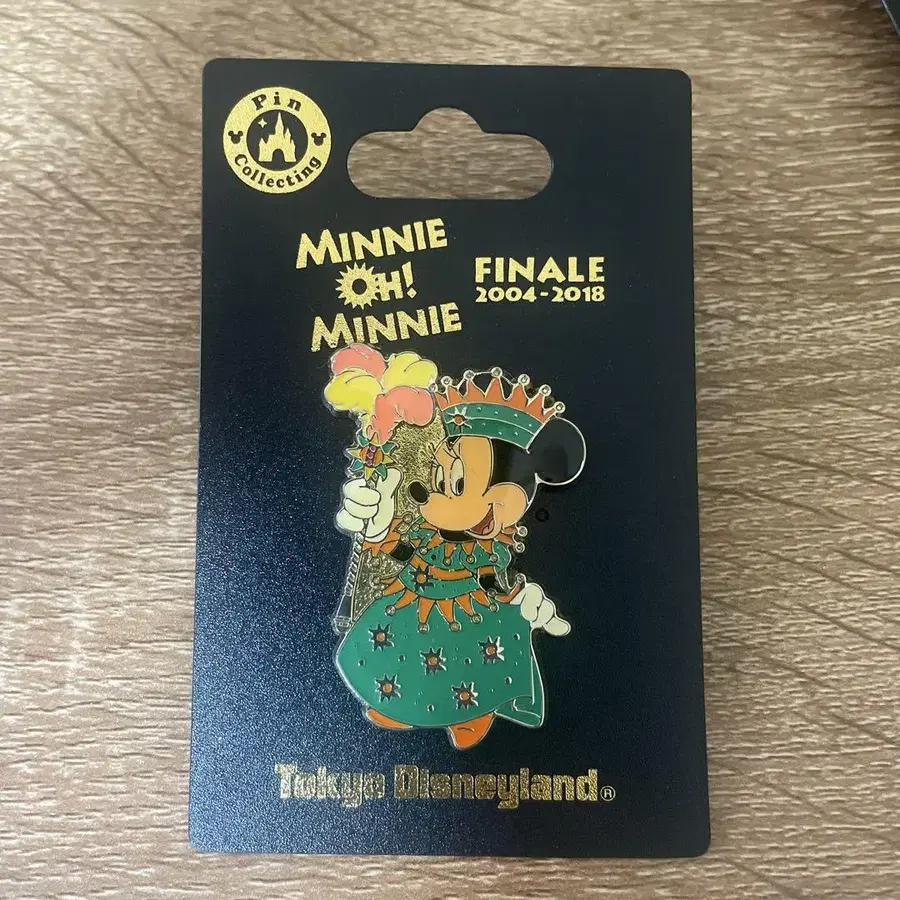 Pin
Collecting
MINNIE
OH!
MINNIE
FINALE
2004-2018
Tokyo Disneyland®